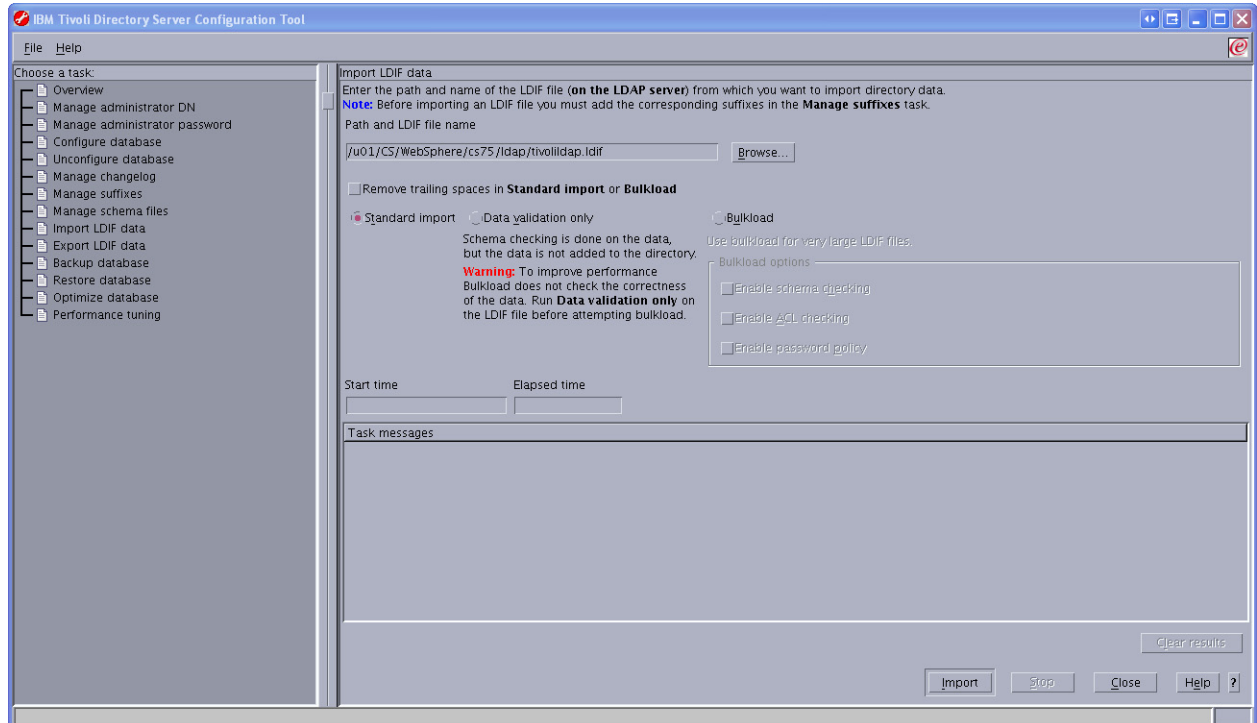 IBM Tivoli Directory Server Configuration Tool
File Help
Choose a task:
Overview
Manage administrator DN
Manage administrator password
Configure database
Unconfigure database
Manage changelog
Manage suffixes
Manage schema files
Import LDIF data
Export LDIF data
Backup database
Restore database
Optimize database
Performance tuning
Import LDIF data
Enter the path and name of the LDIF file (on the LDAP server) from which you want to import directory data.
Note: Before importing an LDIF file you must add the corresponding suffixes in the Manage suffixes task.
Path and LDIF file name
/u01/CS/WebSphere/cs75/ldap/tivolildap.ldif Browse...
Remove trailing spaces in Standard import or Bulkload
Standard import Data validation only Bulkload
Schema checking is done on the data,
but the data is not added to the directory.
Warning: To improve performance
Bulkload does not check the correctness
of the data. Run Data validation only on
the LDIF file before attempting bulkload.
Use bulkload for very large LDIF files.
Bulkload options
Enable schema checking
Enable ACL checking
Enable password policy
Start time Elapsed time
Task messages
Clear results
Import Stop Close Help ?